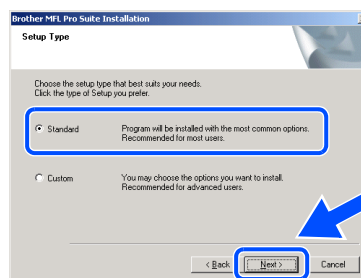 Brother MFL Pro Suite Installation
Setup Type
Choose the setup type that best suits your needs.
Click the type of Setup you prefer.
Standard Program will be installed with the most common options.
Recommended for most users.
Custom You may choose the options you want to install.
Recommended for advanced users.
< Back Next > Cancel